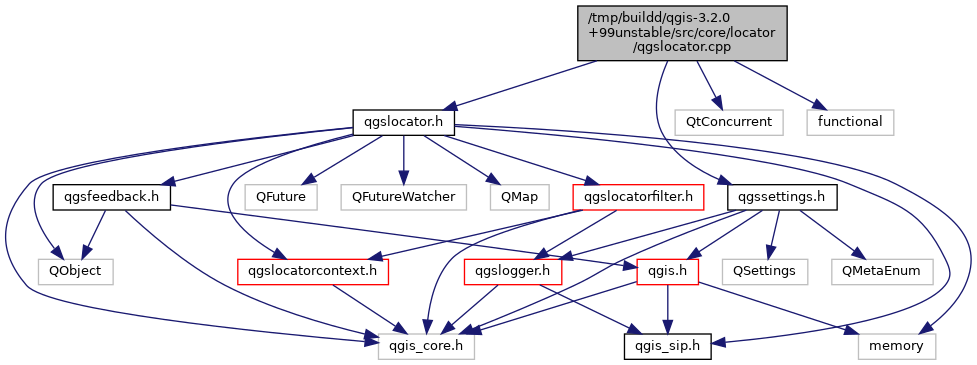 /tmp/buildd/qgis-3.2.0
+99unstable/src/core/locator
/qgslocator.cpp
qgslocator.h
QtConcurrent
functional
qgsfeedback.h
QFuture
QFutureWatcher
QMap
qgslocatorfilter.h
qgssettings.h
QObject
qgslocatorcontext.h
qgslogger.h
qgis.h
QSettings
QMetaEnum
qgis_core.h
qgis_sip.h
memory